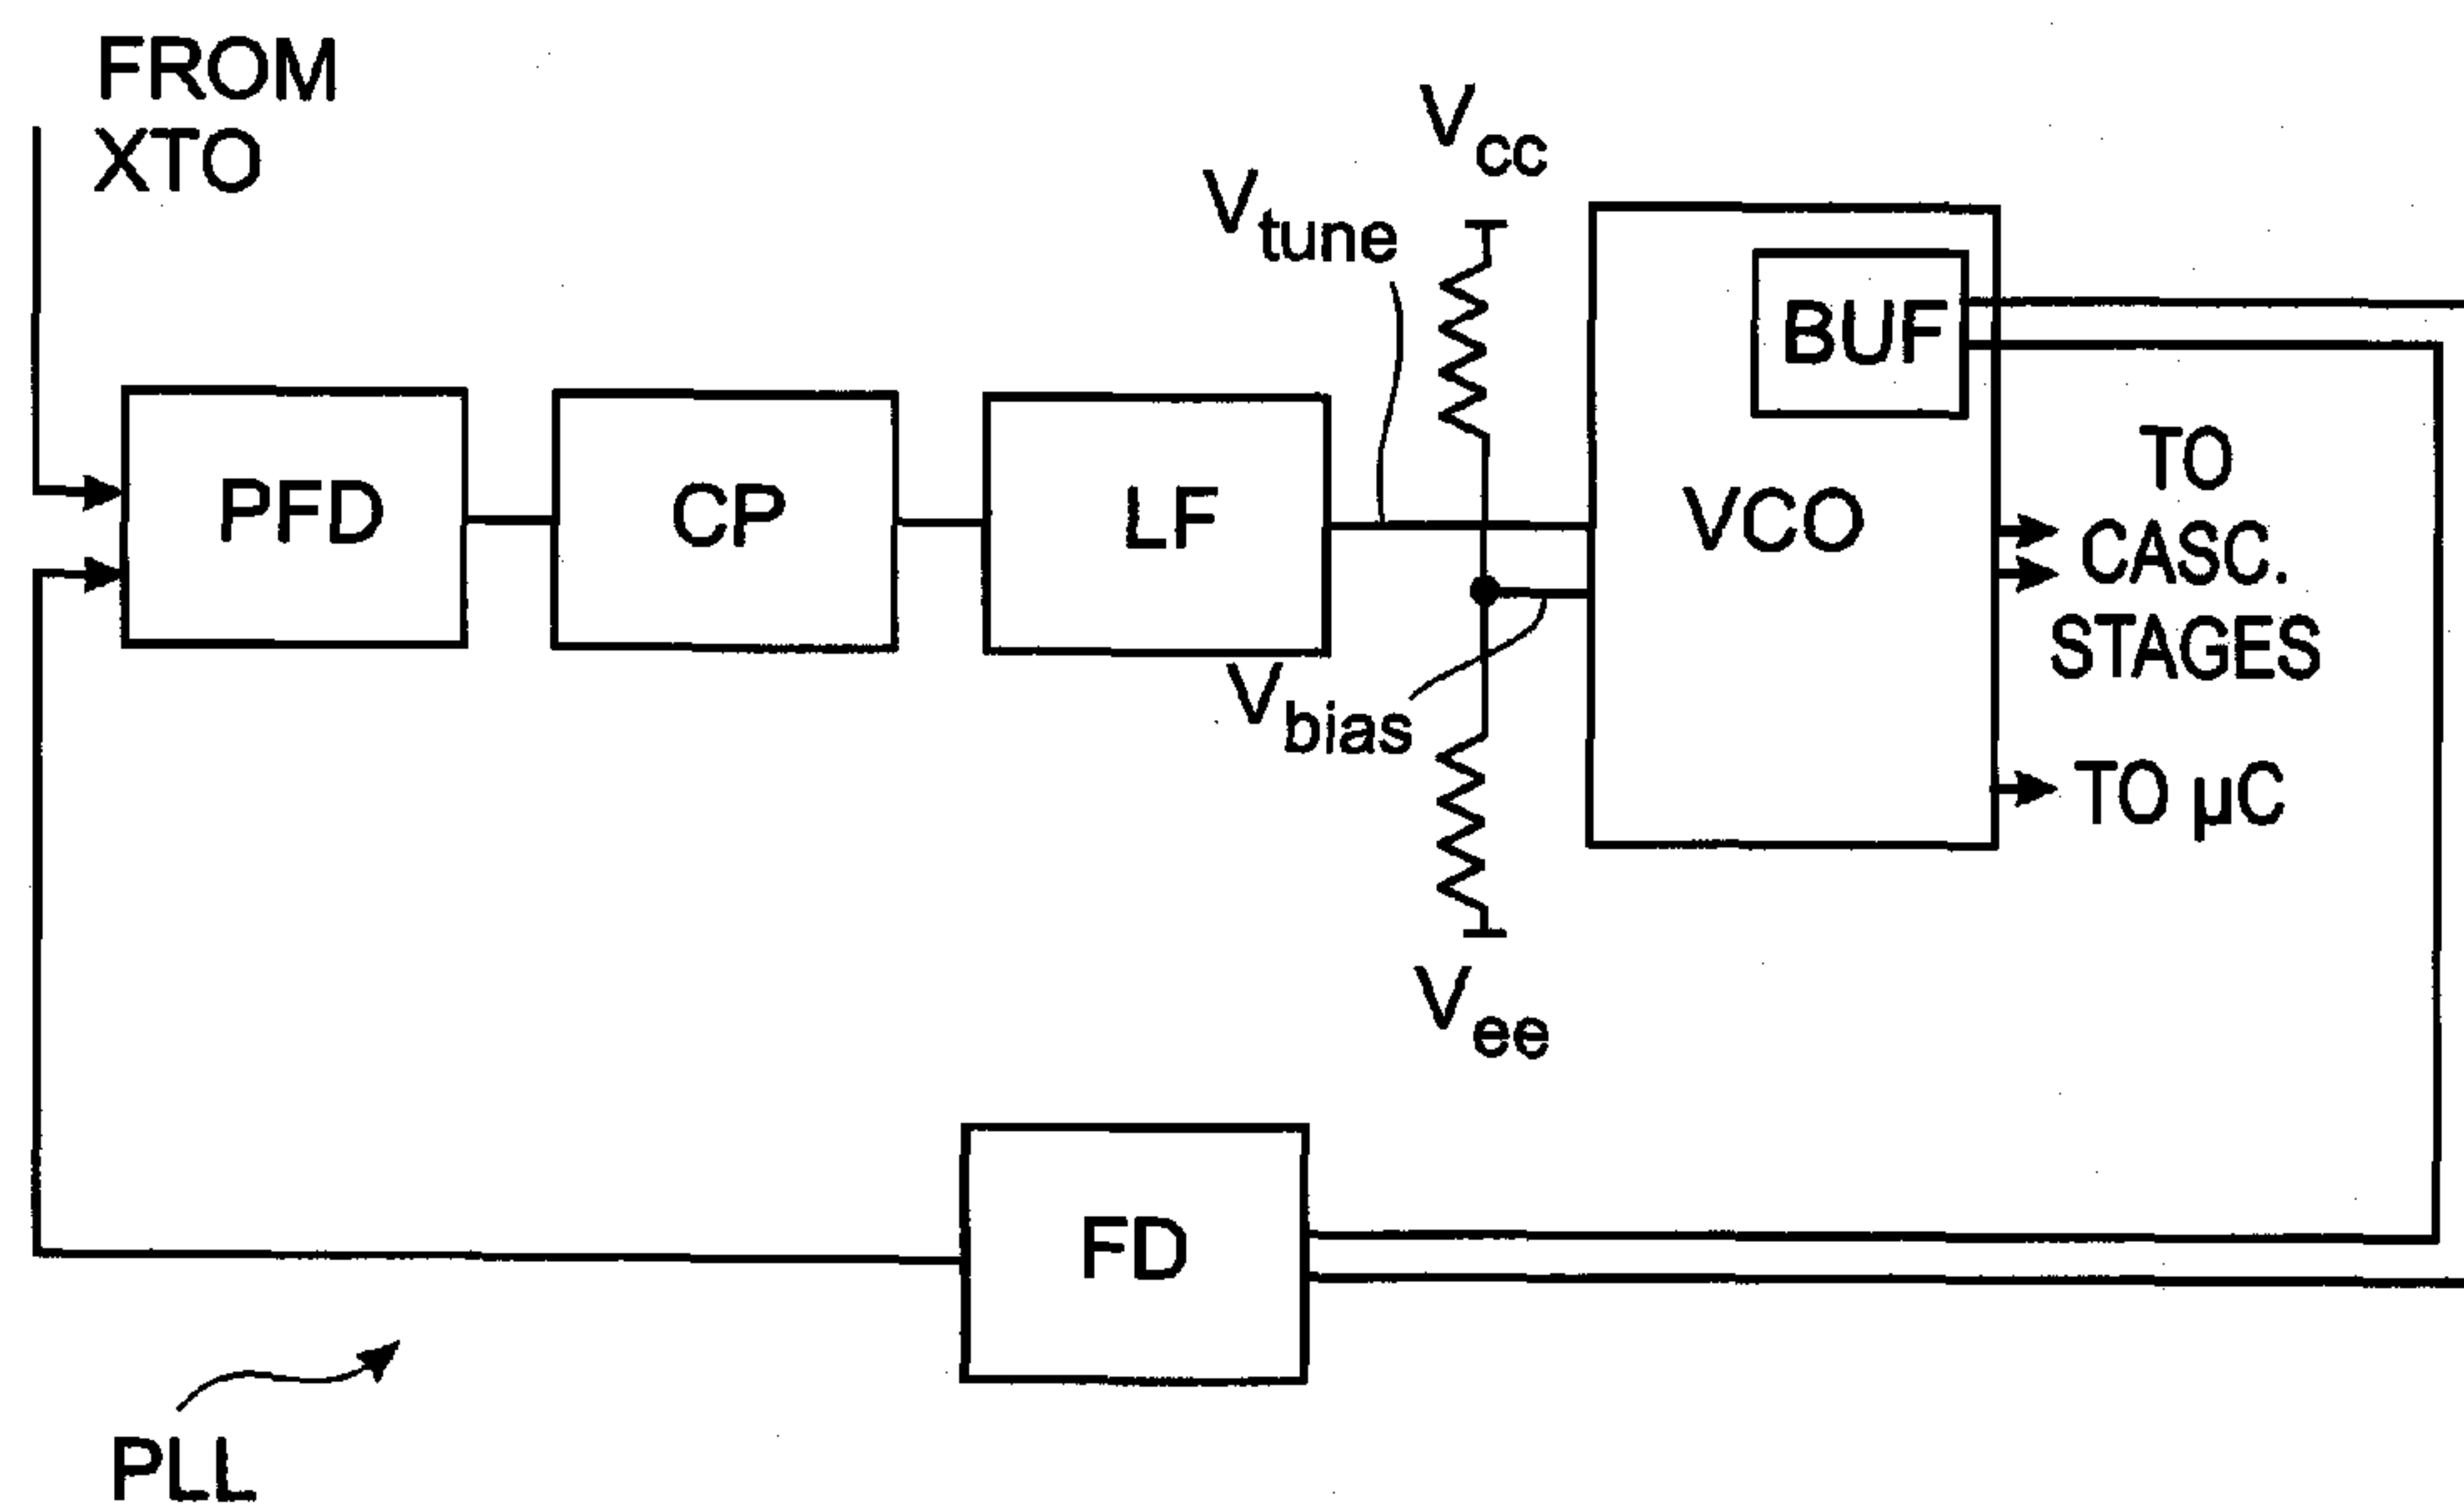 FROM
XTO
Vcc
Vtune
BUF
PFD
CP
LF
VCO
TO
CASC.
STAGES
Vbias
TO µC
Vee
FD
PLL